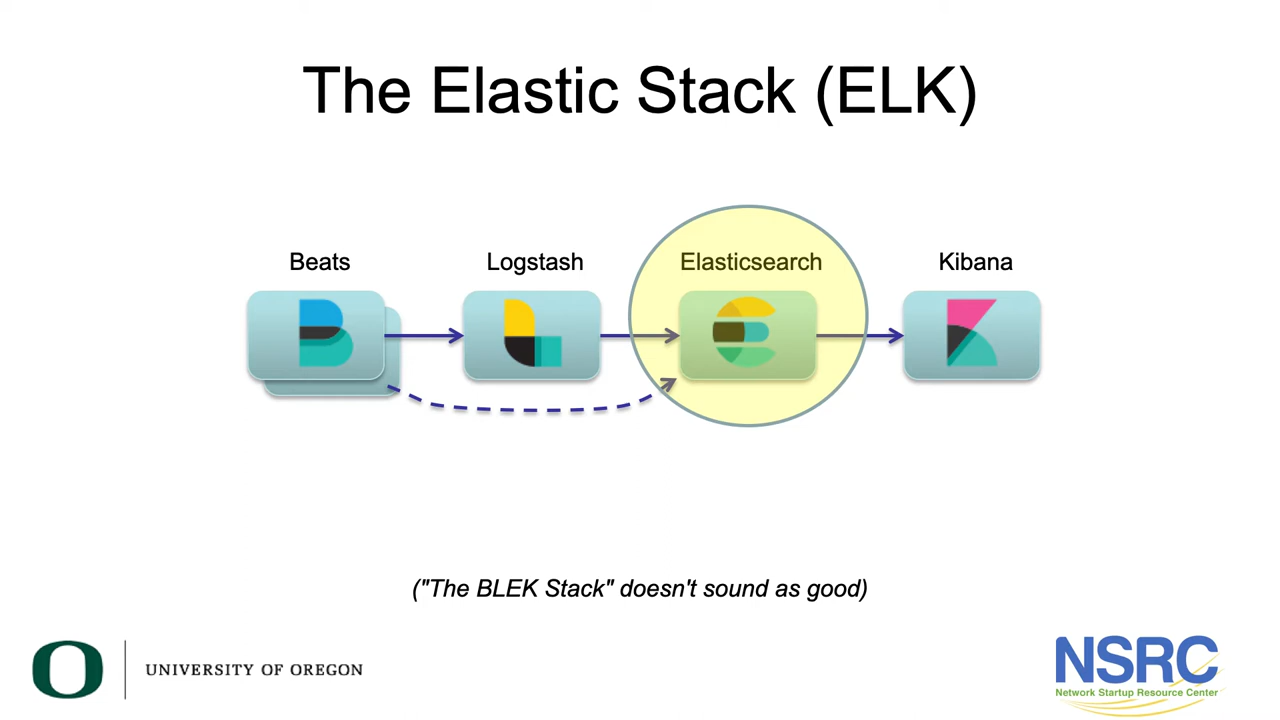 The Elastic Stack (ELK)
Beats
Logstash
Elasticsearch
Kibana
("The BLEK Stack" doesn't sound as good)
UNIVERSITY OF OREGON
NSRC
Network Startup Resource Center